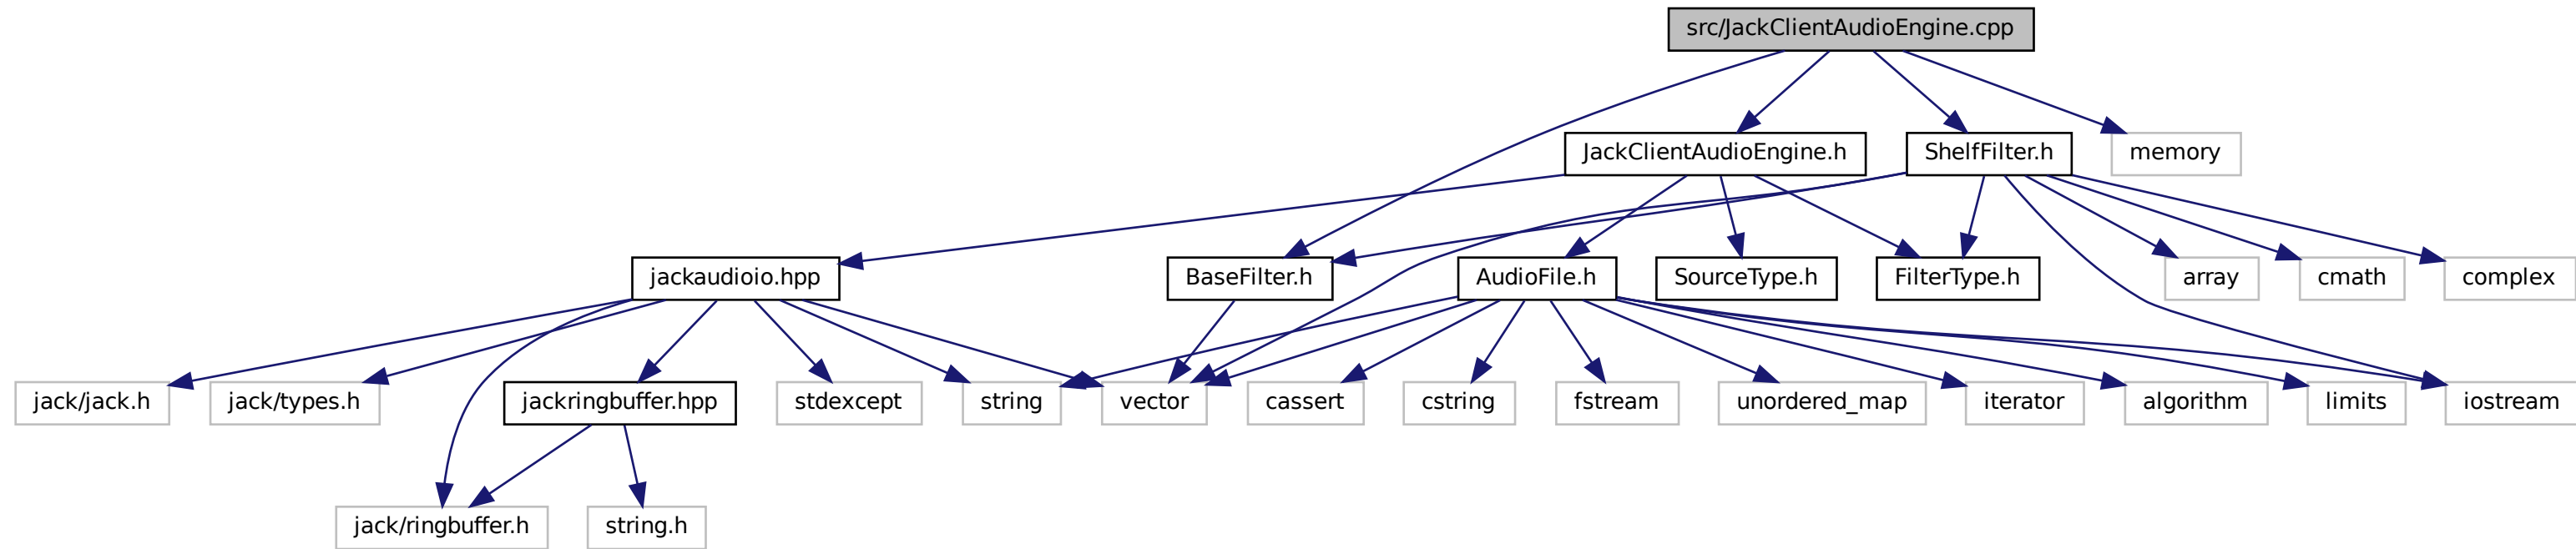 src/JackClientAudioEngine.cpp
JackClientAudioEngine.h
ShelfFilter.h
memory
jackaudioio.hpp
BaseFilter.h
AudioFile.h
SourceType.h
FilterType.h
array
cmath
complex
jack/jack.h
jack/types.h
jackringbuffer.hpp
stdexcept
string
vector
cassert
cstring
fstream
unordered_map
iterator
algorithm
limits
iostream
jack/ringbuffer.h
string.h